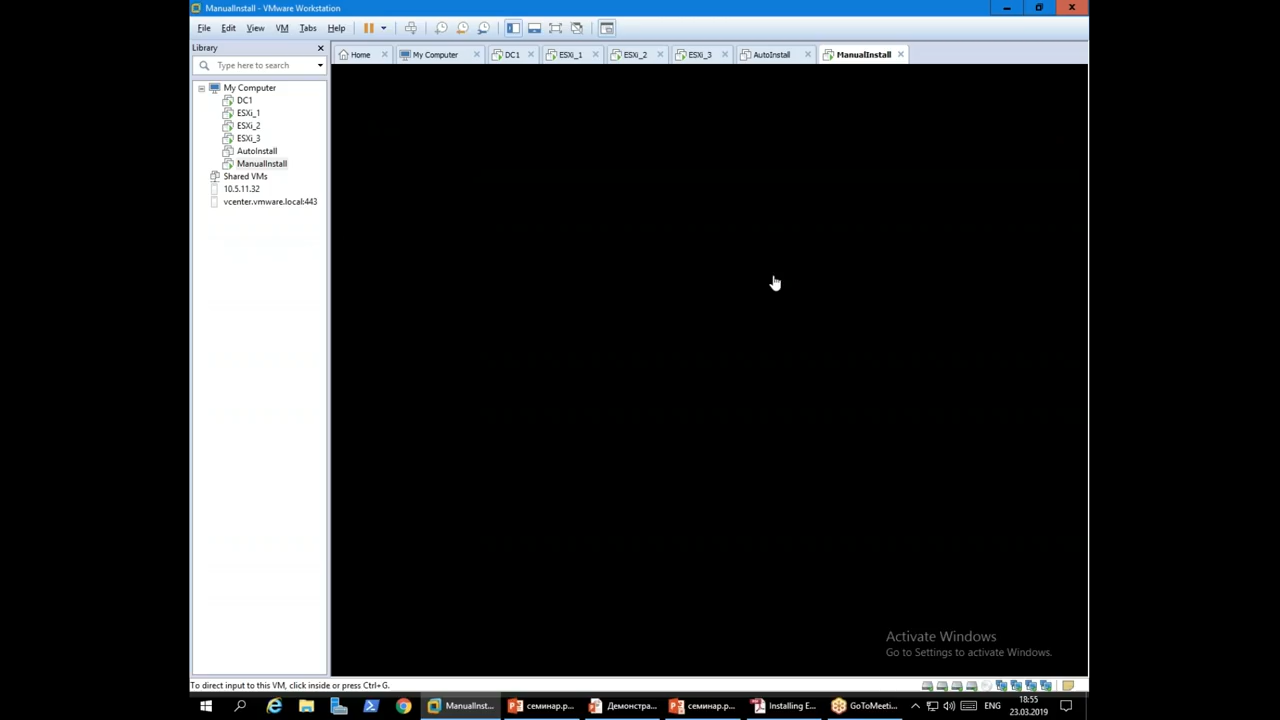 ManualInstall - VMware Workstation
File Edit View VM Tabs Help
Library
Type here to search
Home My Computer DC1 ESXi_1 ESXi_2 ESXi_3 AutoInstall ManualInstall
My Computer
DC1
ESXi_1
ESXi_2
ESXi_3
AutoInstall
ManualInstall
Shared VMs
10.5.11.32
vcenter.vmware.local:443
Activate Windows
Go to Settings to activate Windows.
To direct input to this VM, click inside or press Ctrl+G.
ManualInst... семинар.p... Демонстра... семинар.p... Installing E... GoToMeeti... ENG
18:55
23.03.2019